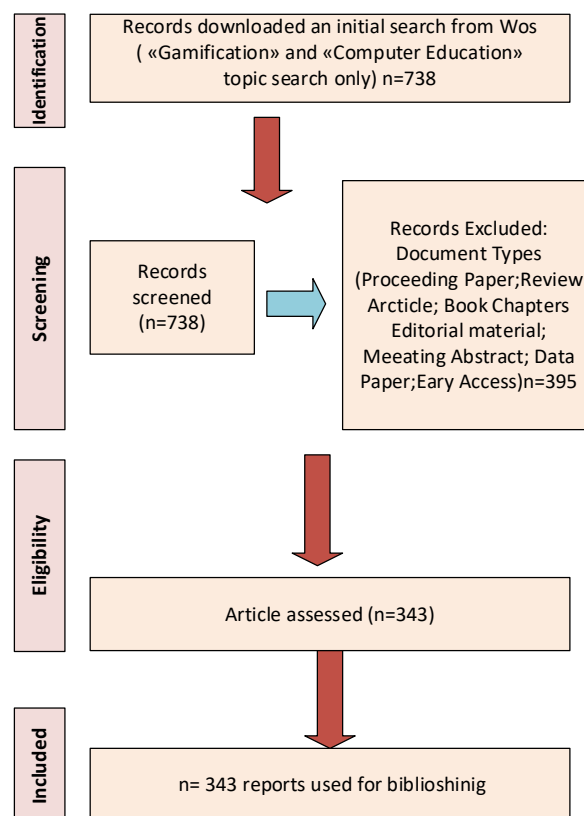 Identification
Records downloaded an initial search from Wos
( «Gamification» and «Computer Education»
topic search only) n=738
Screening
Records
screened
(n=738)
Records Excluded:
Document Types
(Proceeding Paper;Review
Arcticle; Book Chapters
Editorial material;
Meeating Abstract; Data
Paper;Eary Access)n=395
Eligibility
Article assessed (n=343)
Included
n= 343 reports used for biblioshinig